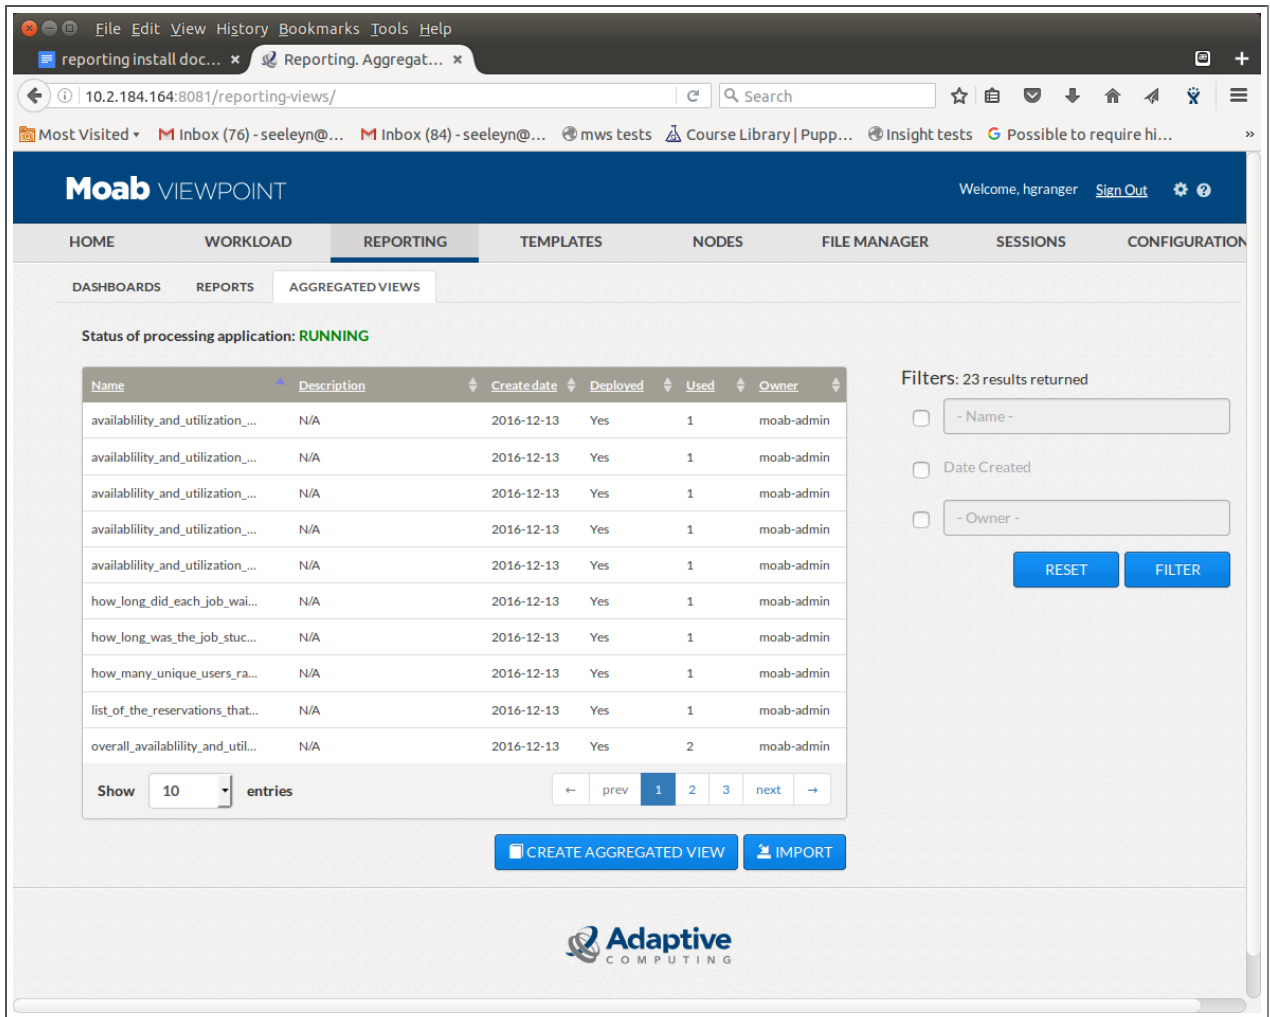 File Edit View History Bookmarks Tools Help
reporting install doc... × Reporting. Aggregat... ×
10.2.184.164:8081/reporting-views/ Search
Most Visited Inbox (76) - seeleyn@... Inbox (84) - seeleyn@... mws tests Course Library | Pupp... Insight tests Possible to require hi... »
Moab VIEWPOINT Welcome, hgranger Sign Out
HOME WORKLOAD REPORTING TEMPLATES NODES FILE MANAGER SESSIONS CONFIGURATION
DASHBOARDS REPORTS AGGREGATED VIEWS
Status of processing application: RUNNING
Filters: 23 results returned
Name Description Create date Deployed Used Owner
availablility_and_utilization_... N/A 2016-12-13 Yes 1 moab-admin
availablility_and_utilization_... N/A 2016-12-13 Yes 1 moab-admin
availablility_and_utilization_... N/A 2016-12-13 Yes 1 moab-admin
availablility_and_utilization_... N/A 2016-12-13 Yes 1 moab-admin
availablility_and_utilization_... N/A 2016-12-13 Yes 1 moab-admin
how_long_did_each_job_wai... N/A 2016-12-13 Yes 1 moab-admin
how_long_was_the_job_stuc... N/A 2016-12-13 Yes 1 moab-admin
how_many_unique_users_ra... N/A 2016-12-13 Yes 1 moab-admin
list_of_the_reservations_that... N/A 2016-12-13 Yes 1 moab-admin
overall_availablility_and_util... N/A 2016-12-13 Yes 2 moab-admin
- Name -
Date Created
- Owner -
RESET FILTER
Show 10 entries ← prev 1 2 3 next →
CREATE AGGREGATED VIEW IMPORT
Adaptive
COMPUTING